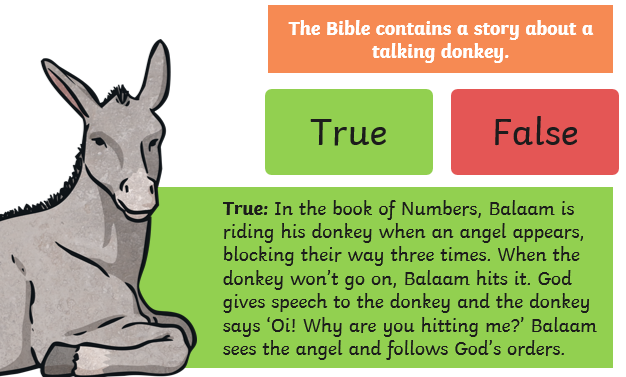 The Bible contains a story about a
talking donkey.
True
False
True: In the book of Numbers, Balaam is
riding his donkey when an angel appears,
blocking their way three times. When the
donkey won't go on, Balaam hits it. God
gives speech to the donkey and the donkey
says 'Oi! Why are you hitting me?' Balaam
sees the angel and follows God's orders.